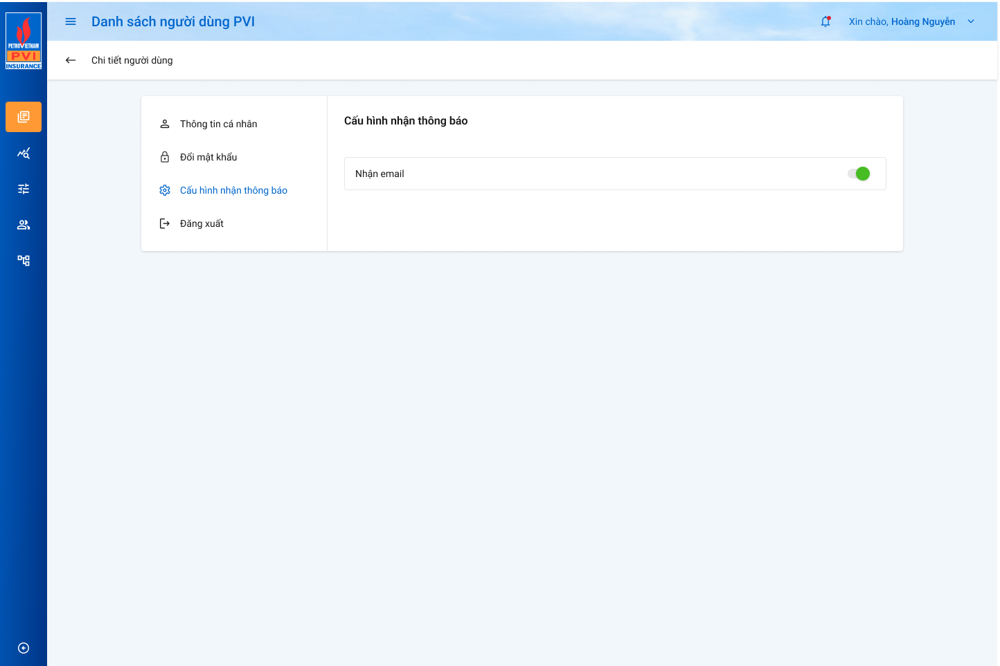 PETROVIETNAM
PVI
INSURANCE
Danh sách người dùng PVI
Xin chào, Hoàng Nguyễn
Chi tiết người dùng
Thông tin cá nhân
Đổi mật khẩu
Cấu hình nhận thông báo
Đăng xuất
Cấu hình nhận thông báo
Nhận email